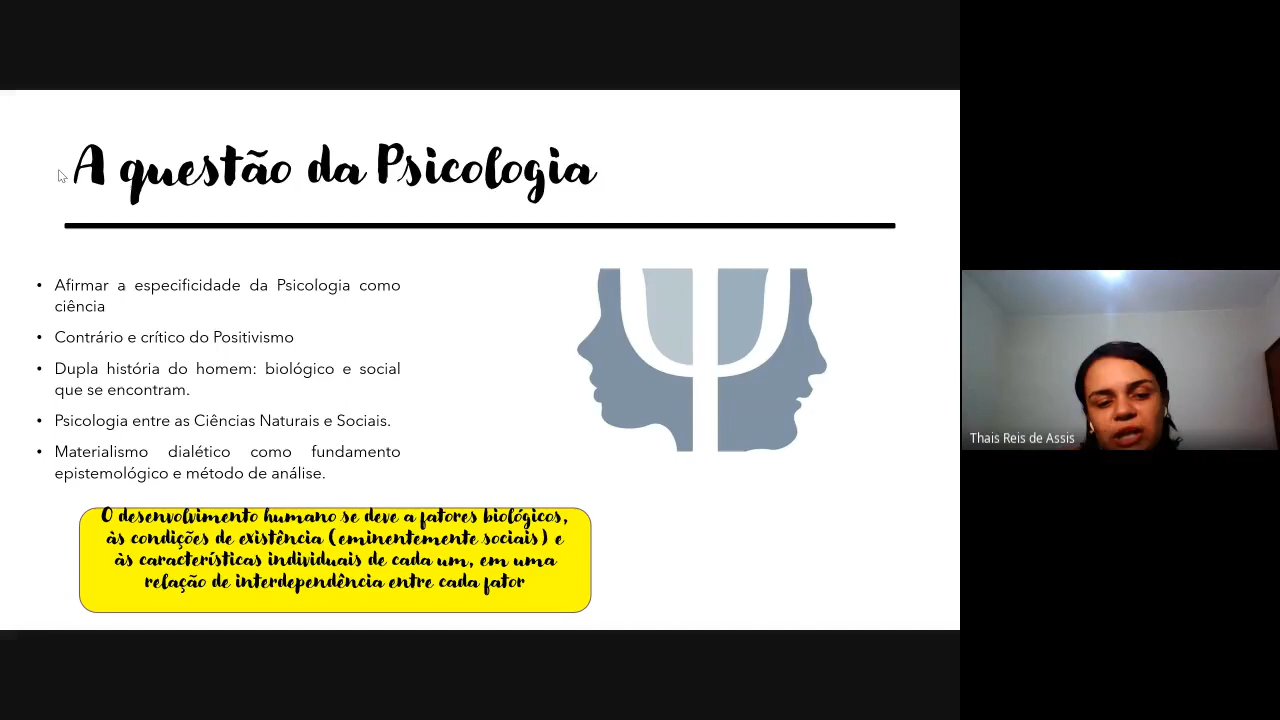 A questão da Psicologia
• Afirmar a especificidade da Psicologia como
ciência
• Contrário e crítico do Positivismo
• Dupla história do homem: biológico e social
que se encontram.
• Psicologia entre as Ciências Naturais e Sociais.
• Materialismo dialético como fundamento
epistemológico e método de análise.
O desenvolvimento humano se deve a fatores biológicos,
às condições de existência (eminentemente sociais) e
às características individuais de cada um, em uma
relação de interdependência entre cada fator
Thais Reis de Assis